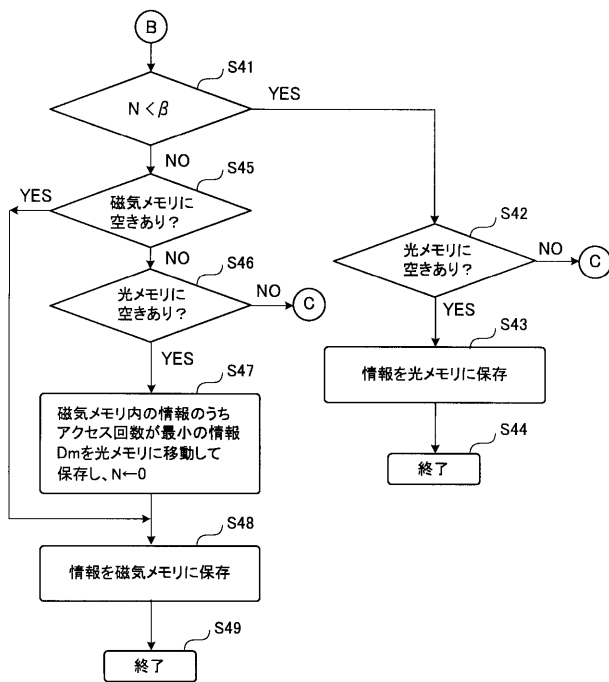 B
S41
N<β
YES
NO
S45
YES
磁気メモリに
空きあり?
NO
S46
光メモリに
空きあり?
NO
C
YES
S47
磁気メモリ内の情報のうち
アクセス回数が最小の情報
Dmを光メモリに移動して
保存し、N←0
S48
情報を磁気メモリに保存
S49
終了
S42
光メモリに
空きあり?
NO
C
YES
S43
情報を光メモリに保存
S44
終了